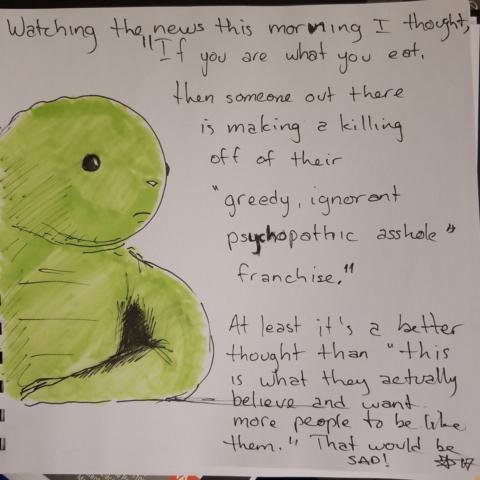 Watching the news this morning I thought,
"If you are what you eat,
then someone out there
is making a killing
off of their
"greedy, ignorant
psychopathic asshole"
franchise."
At least it's a better
thought than "this
is what they actually
believe and want
more people to be like
them." That would be
SAD!